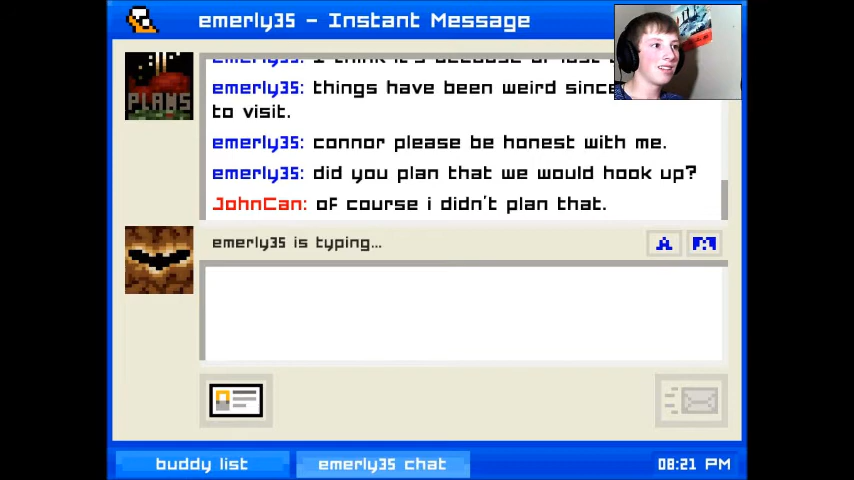 emerly35 - Instant Message
emerly35:
emerly35: things have been weird since
to visit.
emerly35: connor please be honest with me.
emerly35: did you plan that we would hook up?
JohnCan: of course i didn't plan that.
PLAWS
emerly35 is typing...
A
buddy list
emerly35 chat
08:21 PM